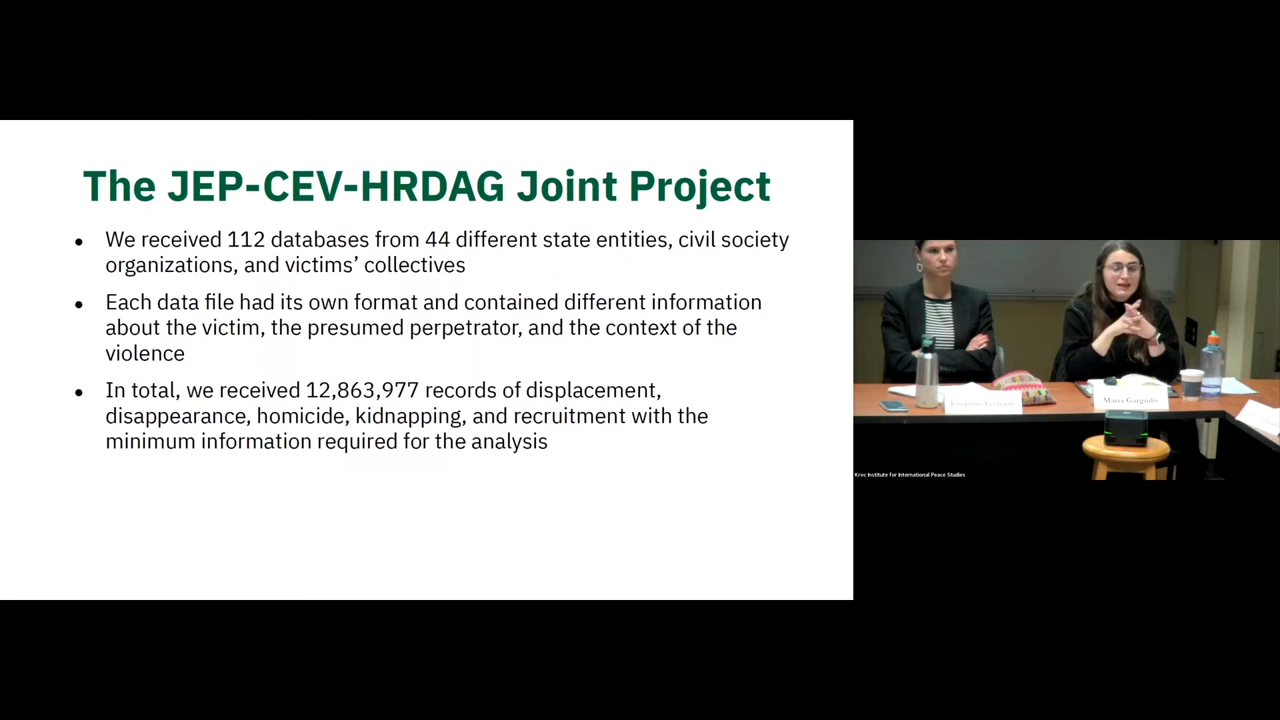 The JEP-CEV-HRDAG Joint Project
● We received 112 databases from 44 different state entities, civil society
organizations, and victims’ collectives
● Each data file had its own format and contained different information
about the victim, the presumed perpetrator, and the context of the
violence
● In total, we received 12,863,977 records of displacement,
disappearance, homicide, kidnapping, and recruitment with the
minimum information required for the analysis
Maria Gargiulo
Kroc Institute for International Peace Studies